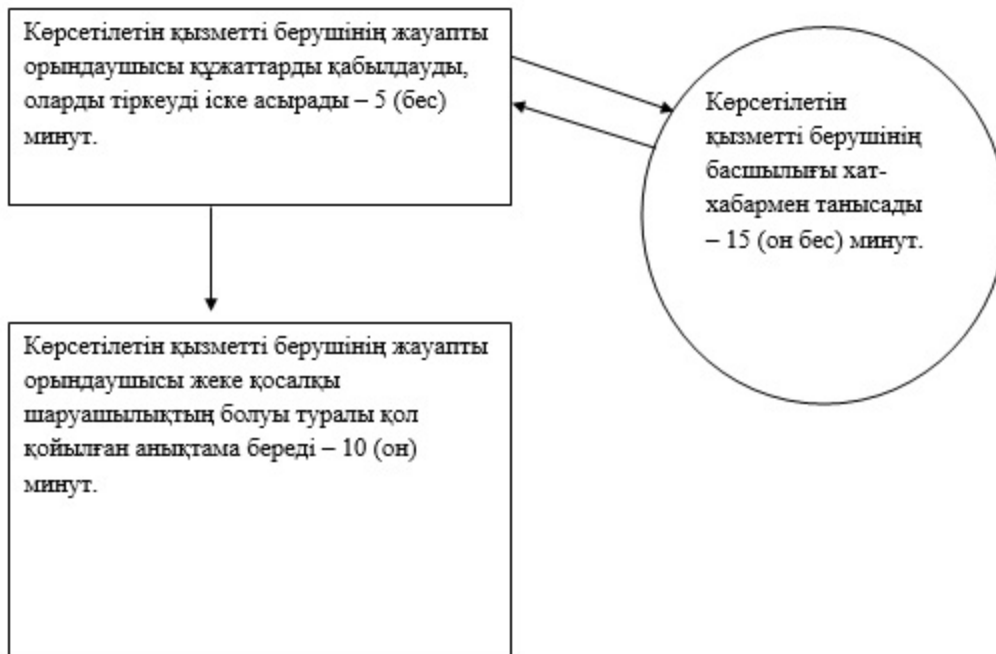 Көрсетілетін қызметті берушінің жауапты
орындаушысы құжаттарды қабылдауды,
оларды тіркеуді іске асырады – 5 (бес)
минут.
Көрсетілетін
қызметті берушінің
басшылығы хат-
хабармен танысады
– 15 (он бес) минут.
Көрсетілетін қызметті берушінің жауапты
орындаушысы жеке қосалқы
шаруашылықтың болуы туралы қол
қойылған анықтама береді – 10 (он)
минут.